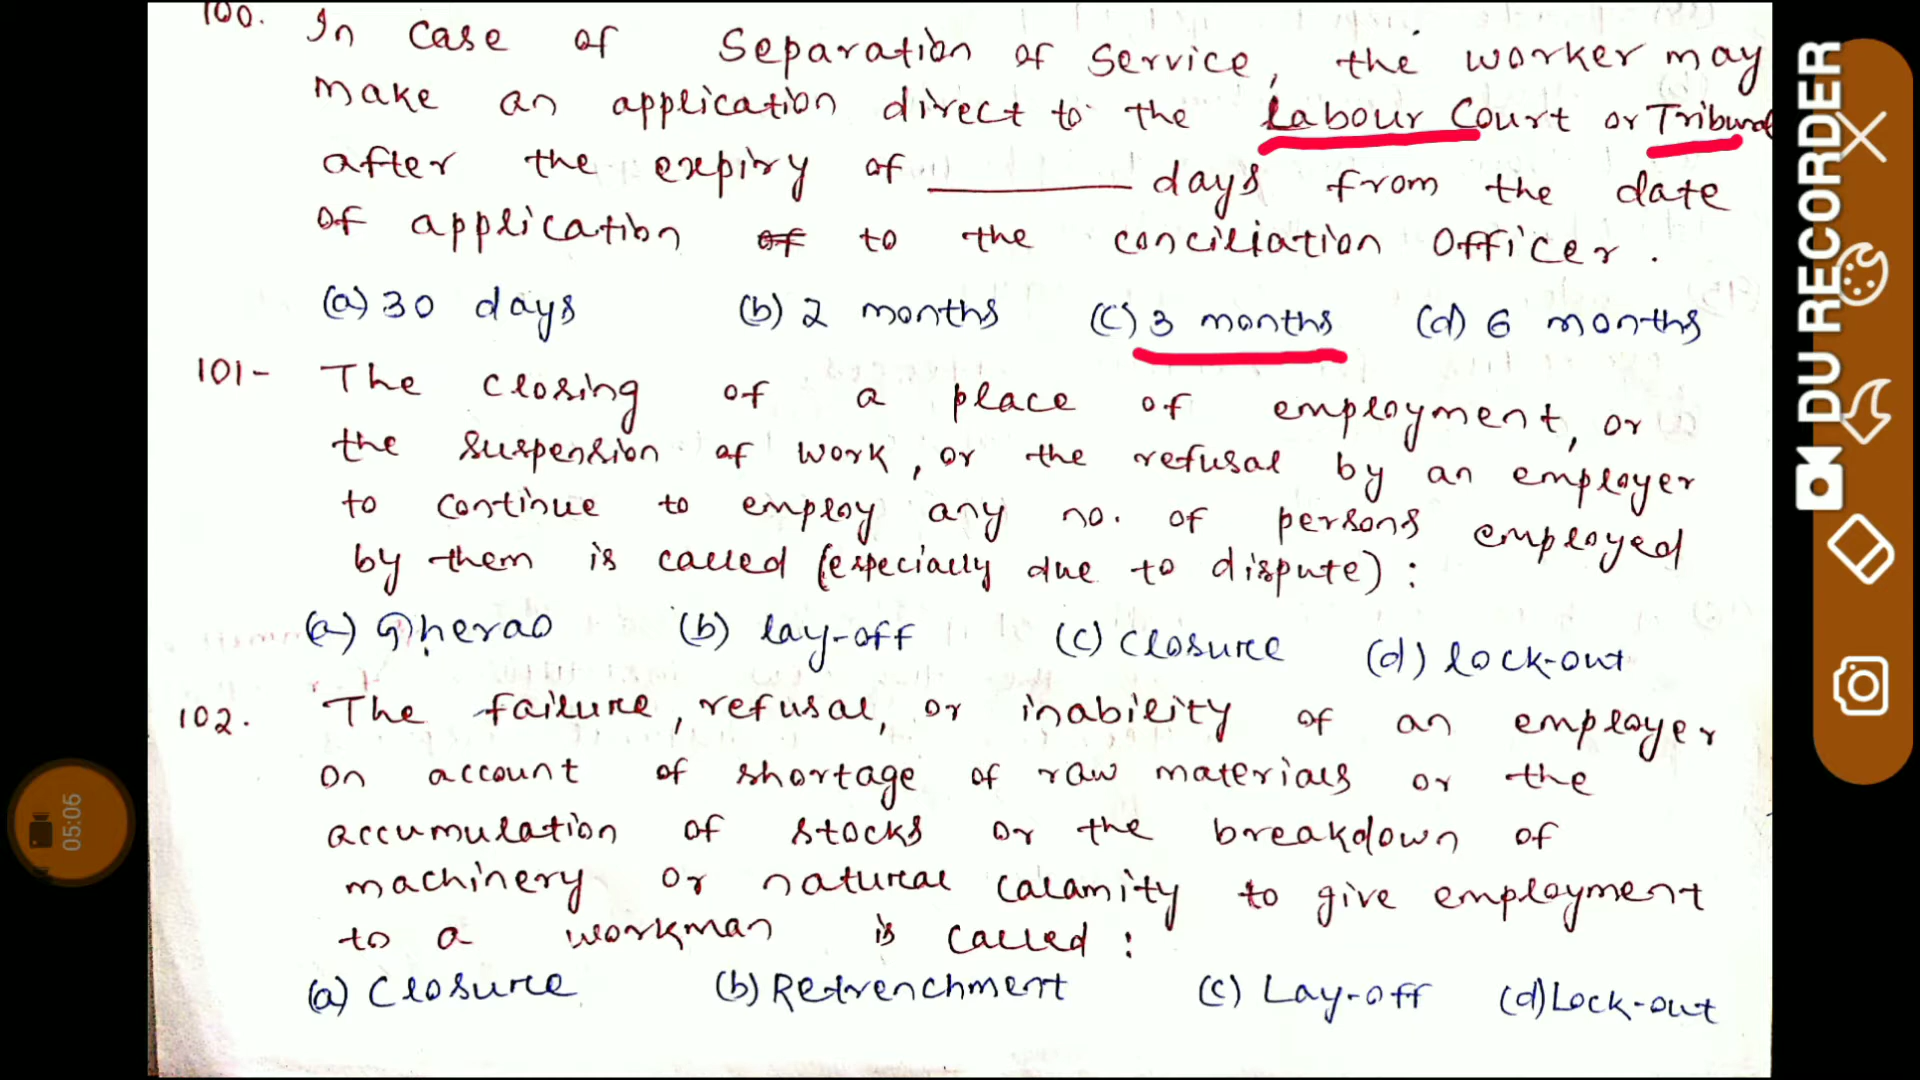 100. In case of Separation of Service, the worker may
make an application direct to the Labour Court or Tribunal
after the expiry of ________ days from the date
of application of to the conciliation Officer.
(a) 30 days (b) 2 months (c) 3 months (d) 6 months
101- The closing of a place of employment, or
the suspension of work, or the refusal by an employer
to continue to employ any no. of persons employed
by them is called (especially due to dispute) :
(a) Gherao (b) lay-off (c) Closure (d) lock-out
102. The failure, refusal, or inability of an employer
on account of shortage of raw materials or the
accumulation of stocks or the breakdown of
machinery or natural calamity to give employment
to a workman is called :
(a) Closure (b) Retrenchment (c) Lay-off (d) Lock-out
DU RECORDER
05:06